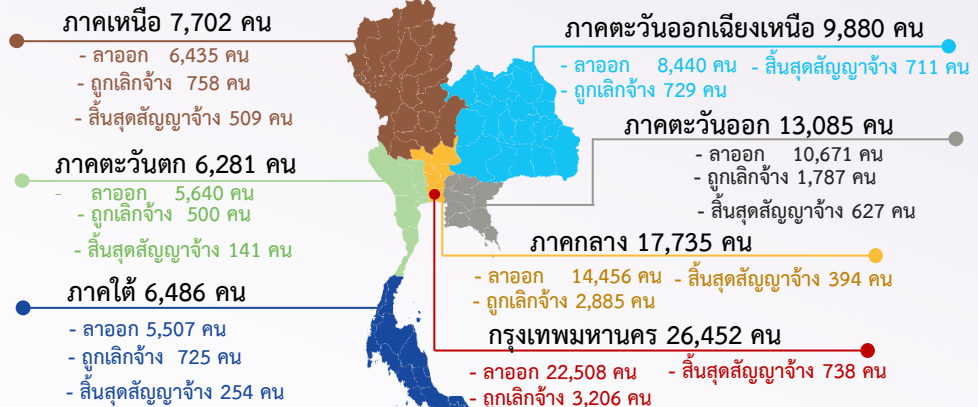 ภาคเหนือ 7,702 คน
- ลาออก 6,435 คน
- ถูกเลิกจ้าง 758 คน
- สิ้นสุดสัญญาจ้าง 509 คน
ภาคตะวันตก 6,281 คน
- ลาออก 5,640 คน
- ถูกเลิกจ้าง 500 คน
- สิ้นสุดสัญญาจ้าง 141 คน
ภาคใต้ 6,486 คน
- ลาออก 5,507 คน
- ถูกเลิกจ้าง 725 คน
- สิ้นสุดสัญญาจ้าง 254 คน
ภาคตะวันออกเฉียงเหนือ 9,880 คน
- ลาออก 8,440 คน - สิ้นสุดสัญญาจ้าง 711 คน
- ถูกเลิกจ้าง 729 คน
ภาคตะวันออก 13,085 คน
- ลาออก 10,671 คน
- ถูกเลิกจ้าง 1,787 คน
- สิ้นสุดสัญญาจ้าง 627 คน
ภาคกลาง 17,735 คน
- ลาออก 14,456 คน - สิ้นสุดสัญญาจ้าง 394 คน
- ถูกเลิกจ้าง 2,885 คน
กรุงเทพมหานคร 26,452 คน
- ลาออก 22,508 คน - สิ้นสุดสัญญาจ้าง 738 คน
- ถูกเลิกจ้าง 3,206 คน